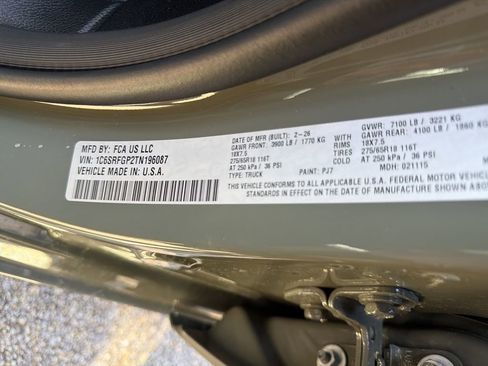 MFD BY: FCA US LLC
VIN: 1C6SRFGP2TN196087
VEHICLE MADE IN: U.S.A.
DATE OF MFR (BUILT): 2-26
GAWR FRONT: 3900 LB / 1770 KG
18X7.5
275/65R18 116T
AT 250 kPa / 36 PSI
TYPE: TRUCK
PAINT: PJ7
GVWR: 7100 LB / 3221 KG
GAWR REAR: 4100 LB / 1860 KG
RIMS 18X7.5
TIRES 275/65R18 116T
COLD AT 250 kPa / 36 PSI
MDH: 021115
VEHICLE CONFORMS TO ALL APPLICABLE U.S.A. FEDERAL MOTOR VEHICLE
STANDARDS IN EFFECT ON THE DATE OF MANUFACTURE SHOWN ABO